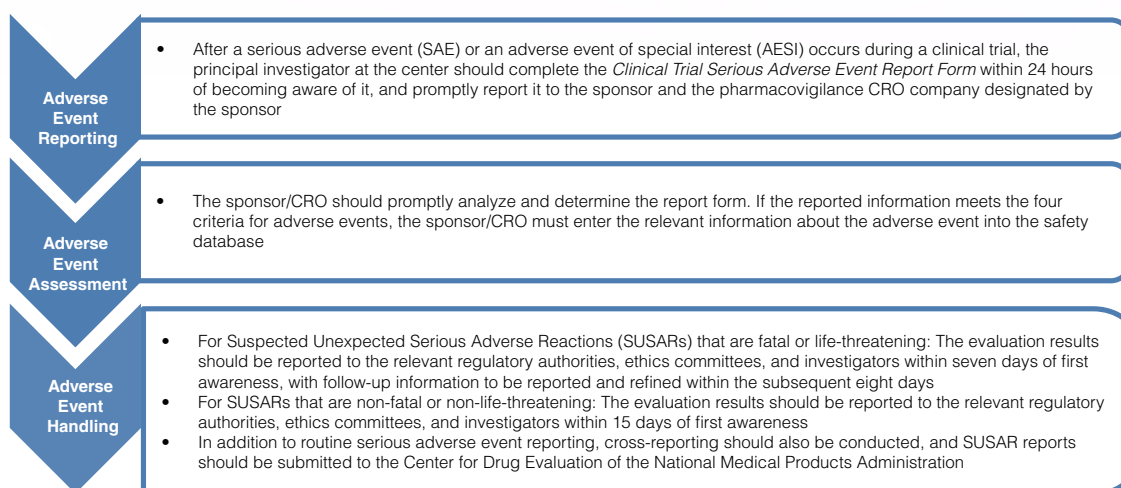 Adverse
Event
Reporting
• After a serious adverse event (SAE) or an adverse event of special interest (AESI) occurs during a clinical trial, the
principal investigator at the center should complete the Clinical Trial Serious Adverse Event Report Form within 24 hours
of becoming aware of it, and promptly report it to the sponsor and the pharmacovigilance CRO company designated by
the sponsor
Adverse
Event
Assessment
• The sponsor/CRO should promptly analyze and determine the report form. If the reported information meets the four
criteria for adverse events, the sponsor/CRO must enter the relevant information about the adverse event into the safety
database
Adverse
Event
Handling
• For Suspected Unexpected Serious Adverse Reactions (SUSARs) that are fatal or life-threatening: The evaluation results
should be reported to the relevant regulatory authorities, ethics committees, and investigators within seven days of first
awareness, with follow-up information to be reported and refined within the subsequent eight days
• For SUSARs that are non-fatal or non-life-threatening: The evaluation results should be reported to the relevant regulatory
authorities, ethics committees, and investigators within 15 days of first awareness
• In addition to routine serious adverse event reporting, cross-reporting should also be conducted, and SUSAR reports
should be submitted to the Center for Drug Evaluation of the National Medical Products Administration